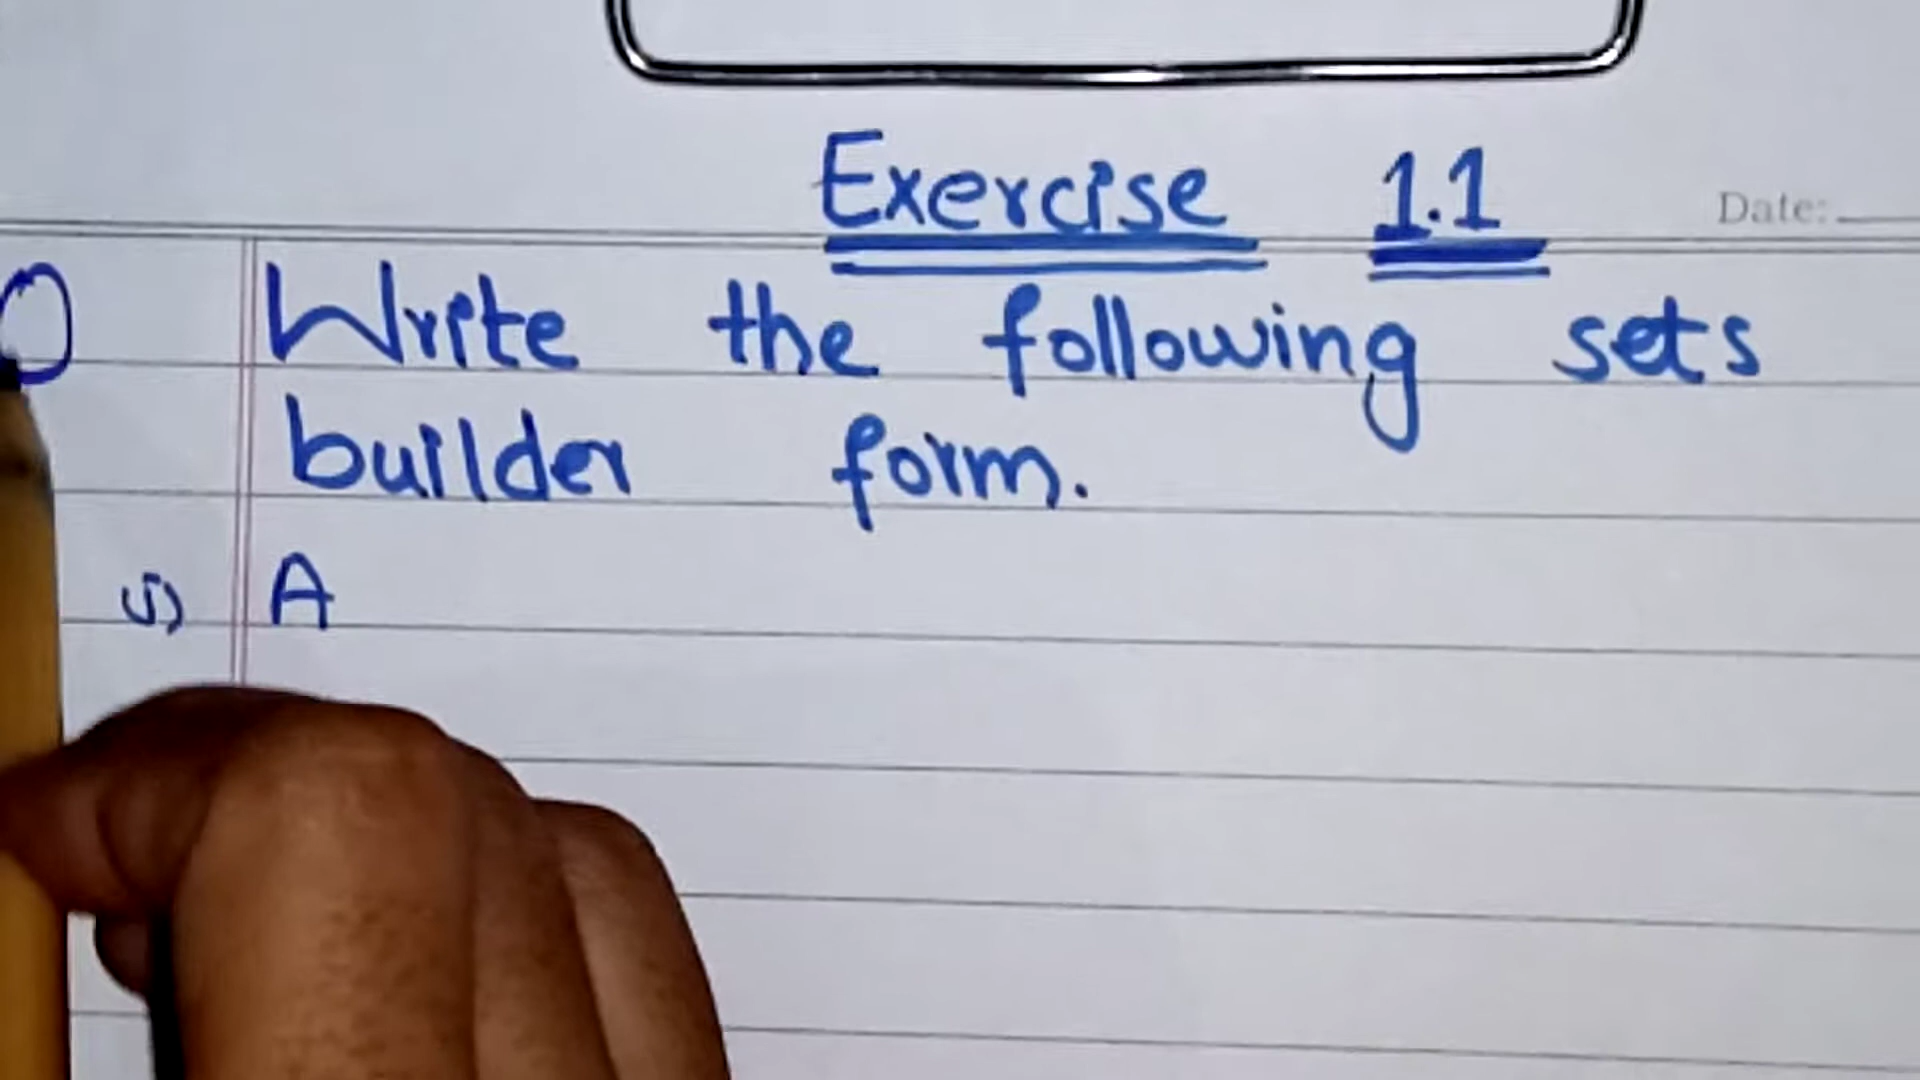 Exercise 1.1
Date:
Write the following sets
builder form.
i) A